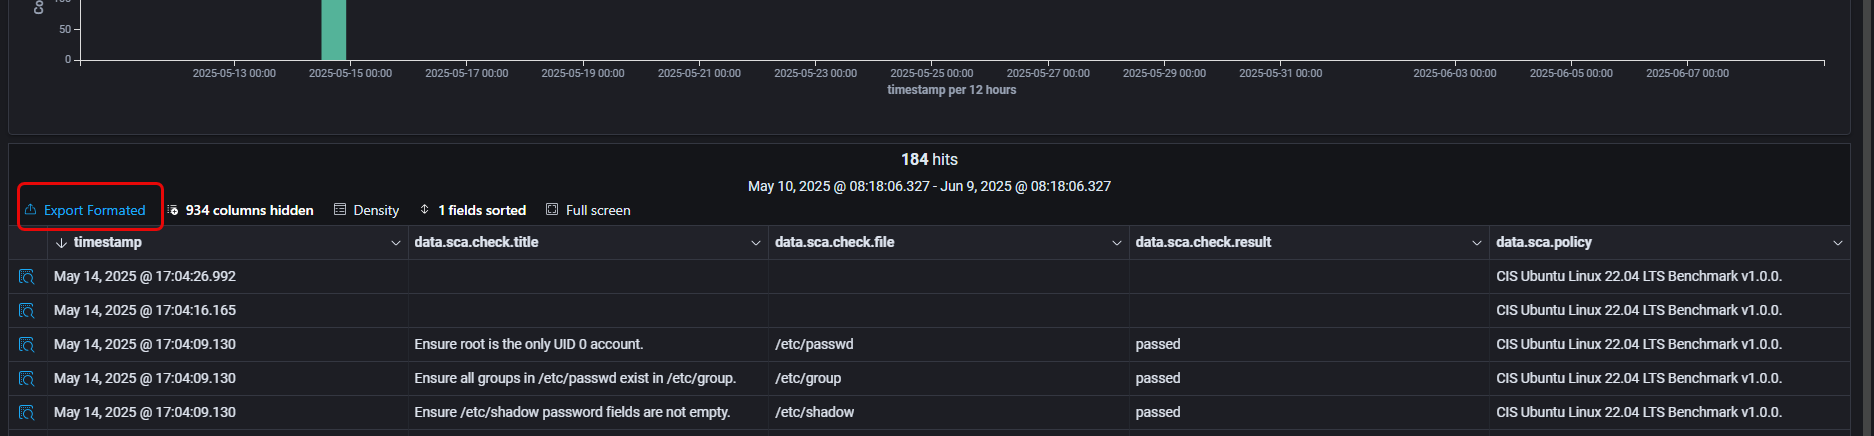 Co
100
50
0
2025-05-13 00:00 2025-05-15 00:00 2025-05-17 00:00 2025-05-19 00:00 2025-05-21 00:00 2025-05-23 00:00 2025-05-25 00:00 2025-05-27 00:00 2025-05-29 00:00 2025-05-31 00:00 2025-06-03 00:00 2025-06-05 00:00 2025-06-07 00:00
timestamp per 12 hours
184 hits
May 10, 2025 @ 08:18:06.327 - Jun 9, 2025 @ 08:18:06.327
Export Formated 934 columns hidden Density 1 fields sorted Full screen
timestamp data.sca.check.title data.sca.check.file data.sca.check.result data.sca.policy
May 14, 2025 @ 17:04:26.992 CIS Ubuntu Linux 22.04 LTS Benchmark v1.0.0.
May 14, 2025 @ 17:04:16.165 CIS Ubuntu Linux 22.04 LTS Benchmark v1.0.0.
May 14, 2025 @ 17:04:09.130 Ensure root is the only UID 0 account. /etc/passwd passed CIS Ubuntu Linux 22.04 LTS Benchmark v1.0.0.
May 14, 2025 @ 17:04:09.130 Ensure all groups in /etc/passwd exist in /etc/group. /etc/group passed CIS Ubuntu Linux 22.04 LTS Benchmark v1.0.0.
May 14, 2025 @ 17:04:09.130 Ensure /etc/shadow password fields are not empty. /etc/shadow passed CIS Ubuntu Linux 22.04 LTS Benchmark v1.0.0.